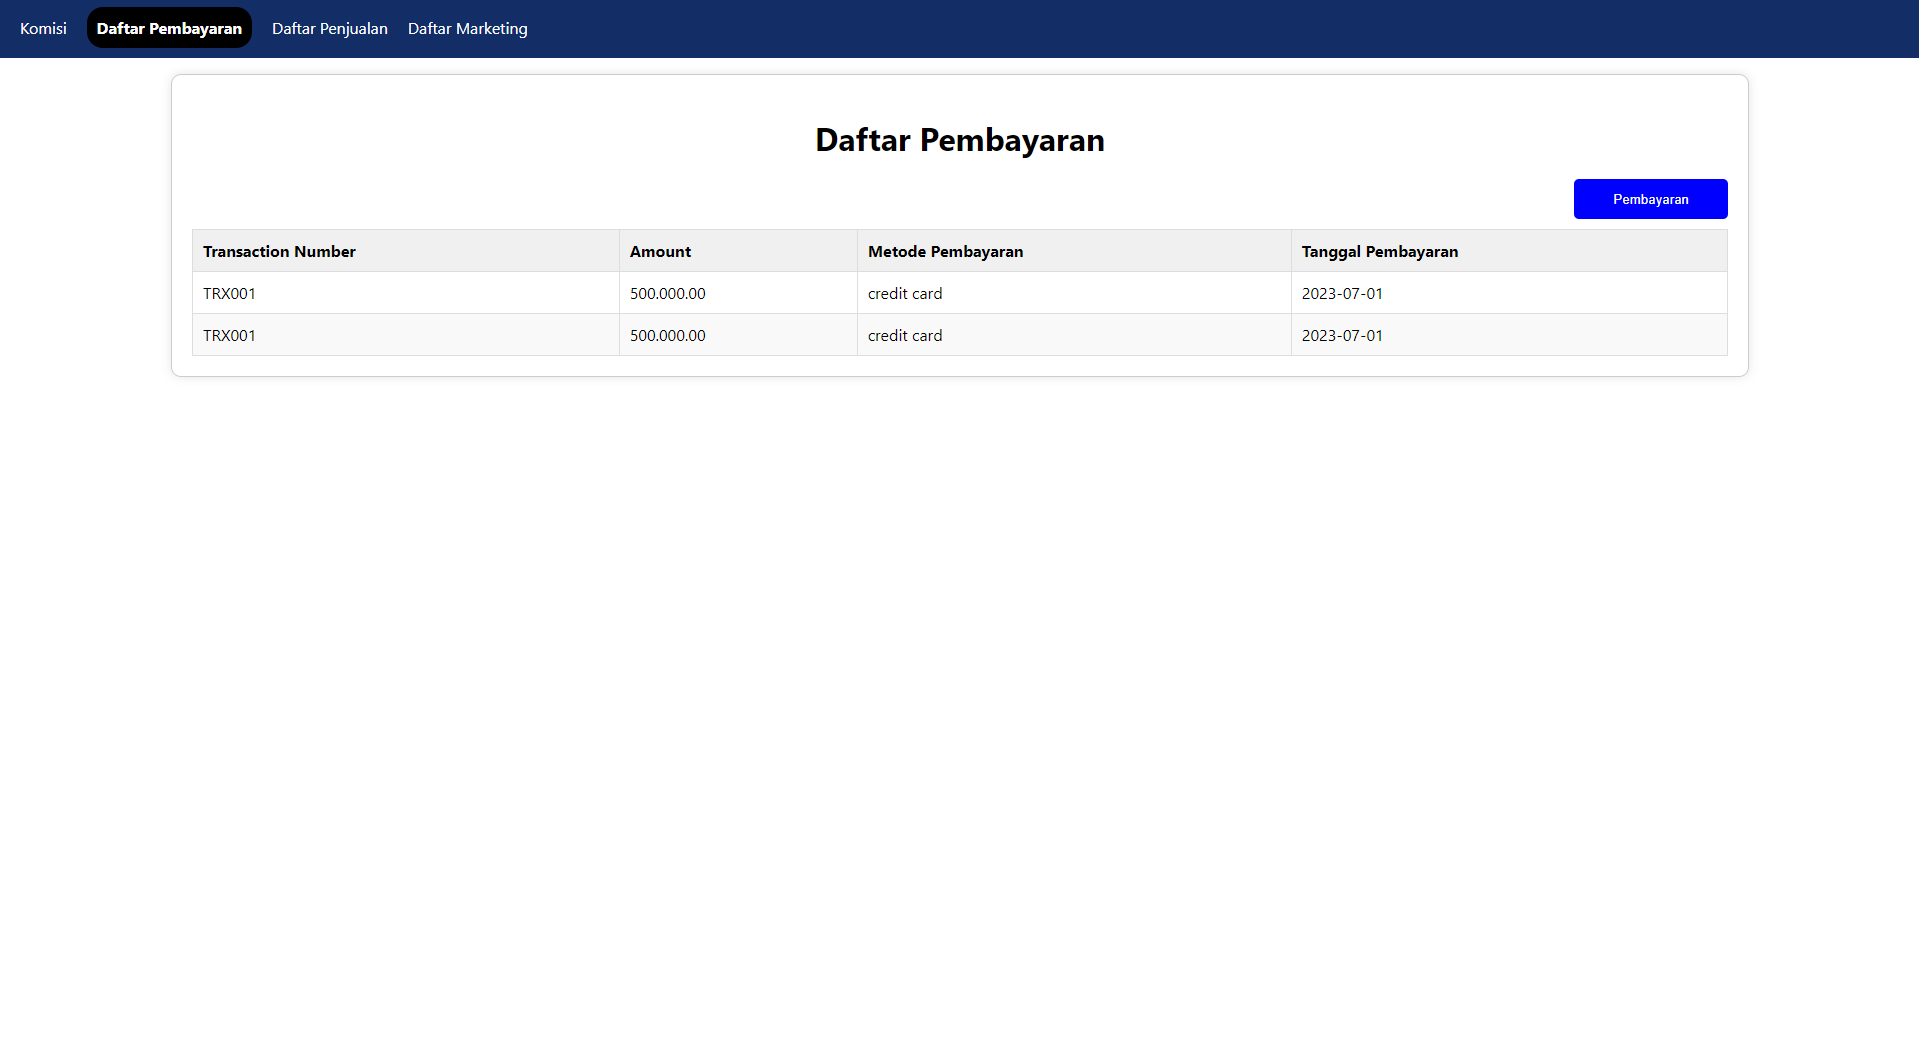 Komisi Daftar Pembayaran Daftar Penjualan Daftar Marketing
Daftar Pembayaran
Pembayaran
Transaction Number Amount Metode Pembayaran Tanggal Pembayaran
TRX001 500.000.00 credit card 2023-07-01
TRX001 500.000.00 credit card 2023-07-01